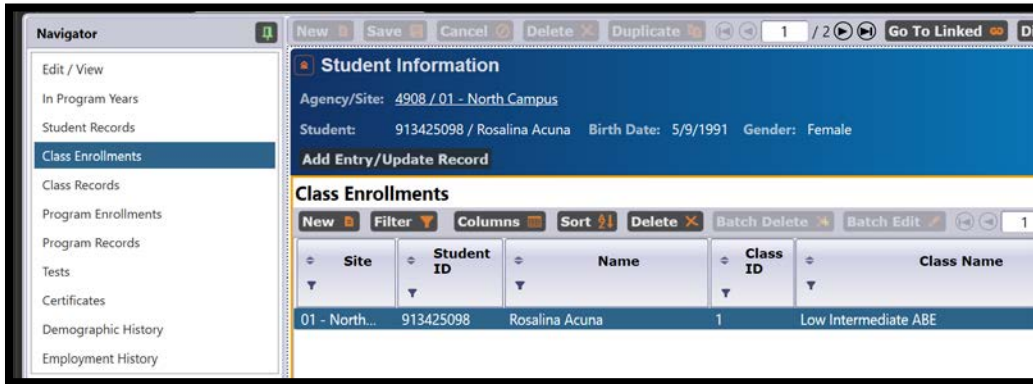 Navigator
Edit / View
In Program Years
Student Records
Class Enrollments
Class Records
Program Enrollments
Program Records
Tests
Certificates
Demographic History
Employment History
New Save Cancel Delete Duplicate 1 / 2 Go To Linked
Student Information
Agency/Site: 4908 / 01 - North Campus
Student: 913425098 / Rosalina Acuna Birth Date: 5/9/1991 Gender: Female
Add Entry/Update Record
Class Enrollments
New Filter Columns Sort Delete Batch Delete Batch Edit 1
Site Student ID Name Class ID Class Name
01 - North... 913425098 Rosalina Acuna 1 Low Intermediate ABE